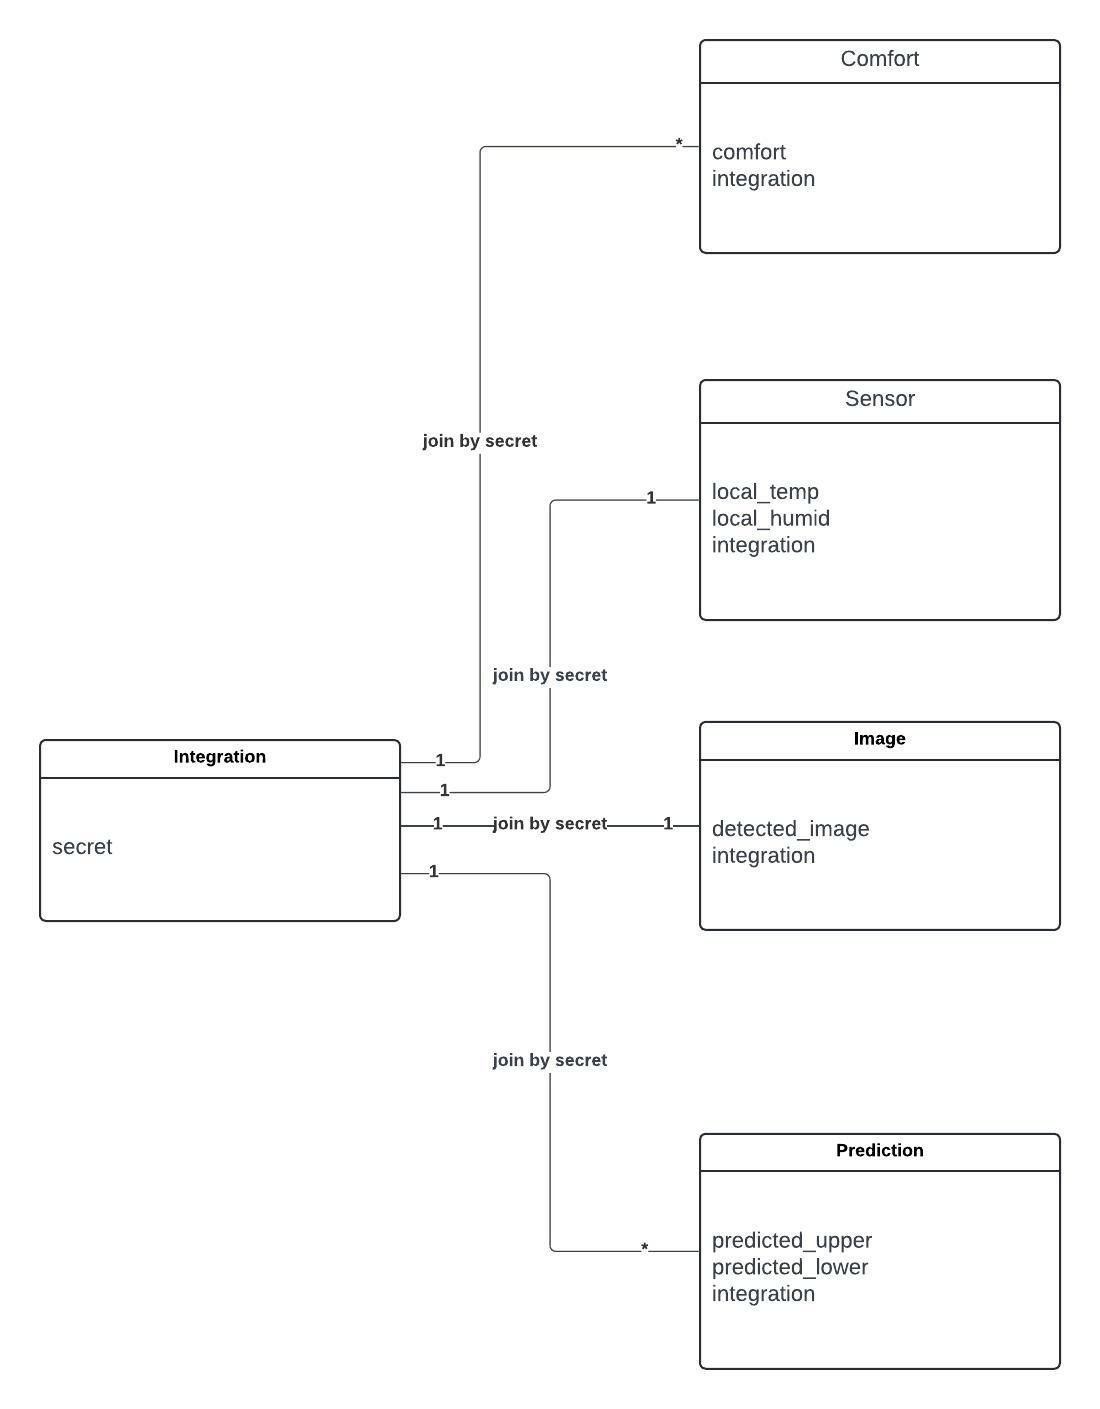 Comfort
comfort
integration
*
join by secret
Sensor
local_temp
local_humid
integration
1
join by secret
Integration
secret
1
1
1
join by secret
1
1
Image
detected_image
integration
join by secret
Prediction
predicted_upper
predicted_lower
integration
*